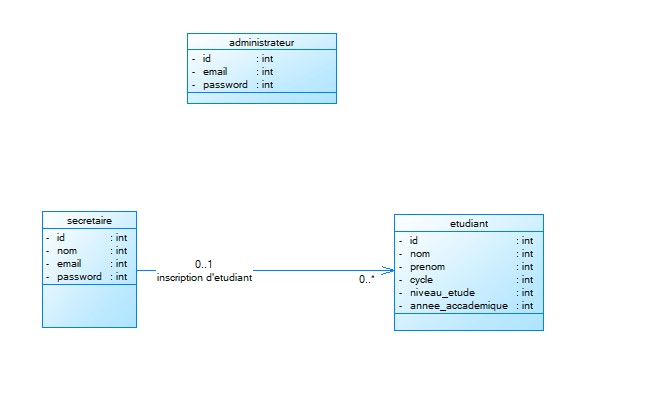 administrateur
- id : int
- email : int
- password : int
secretaire
- id : int
- nom : int
- email : int
- password : int
0..1
inscription d'etudiant
0..*
etudiant
- id : int
- nom : int
- prenom : int
- cycle : int
- niveau_etude : int
- annee_accademique : int